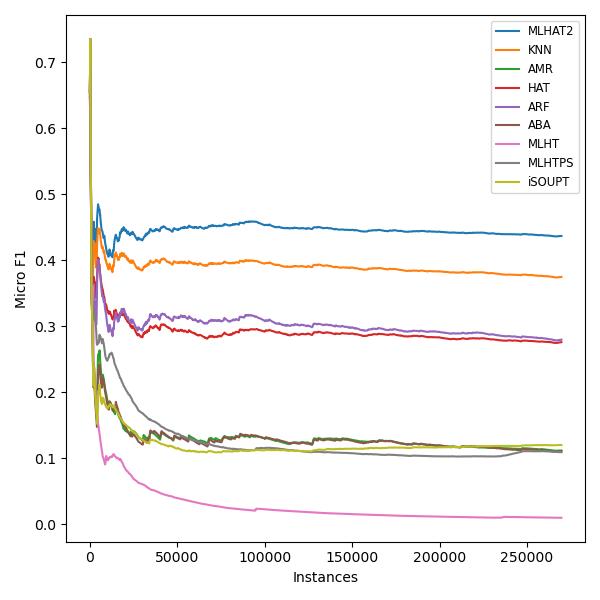 MLHAT2
KNN
AMR
HAT
ARF
ABA
MLHT
MLHTPS
iSOUPT
0.7
0.6
0.5
0.4
0.3
0.2
0.1
0.0
Micro F1
0 50000 100000 150000 200000 250000
Instances